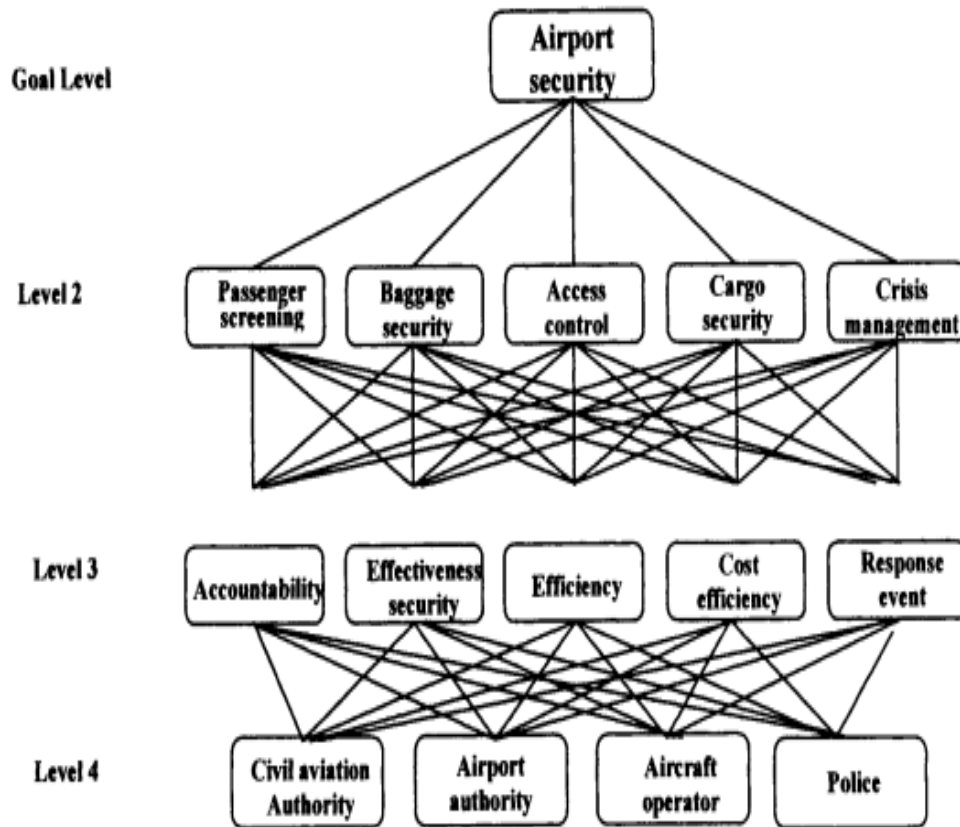 Goal Level
Airport
security
Level 2
Passenger
screening
Baggage
security
Access
control
Cargo
security
Crisis
management
Level 3
Accountability
Effectiveness
security
Efficiency
Cost
efficiency
Response
event
Level 4
Civil aviation
Authority
Airport
authority
Aircraft
operator
Police